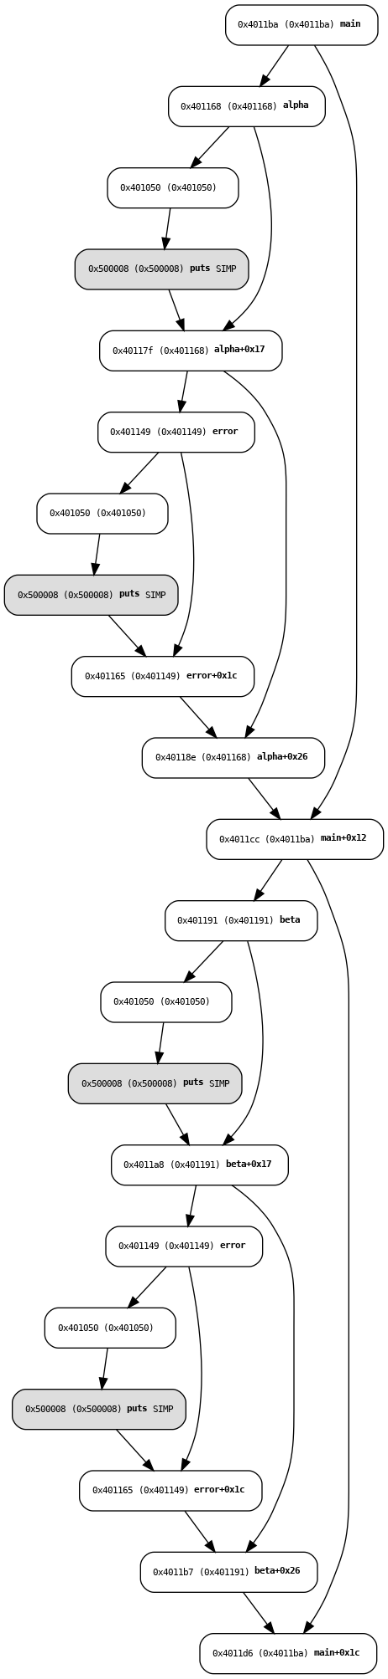 0x4011ba (0x4011ba) main
0x401168 (0x401168) alpha
0x401050 (0x401050)
0x500008 (0x500008) puts SIMP
0x40117f (0x401168) alpha+0x17
0x401149 (0x401149) error
0x401050 (0x401050)
0x500008 (0x500008) puts SIMP
0x401165 (0x401149) error+0x1c
0x40118e (0x401168) alpha+0x26
0x4011cc (0x4011ba) main+0x12
0x401191 (0x401191) beta
0x401050 (0x401050)
0x500008 (0x500008) puts SIMP
0x4011a8 (0x401191) beta+0x17
0x401149 (0x401149) error
0x401050 (0x401050)
0x500008 (0x500008) puts SIMP
0x401165 (0x401149) error+0x1c
0x4011b7 (0x401191) beta+0x26
0x4011d6 (0x4011ba) main+0x1c